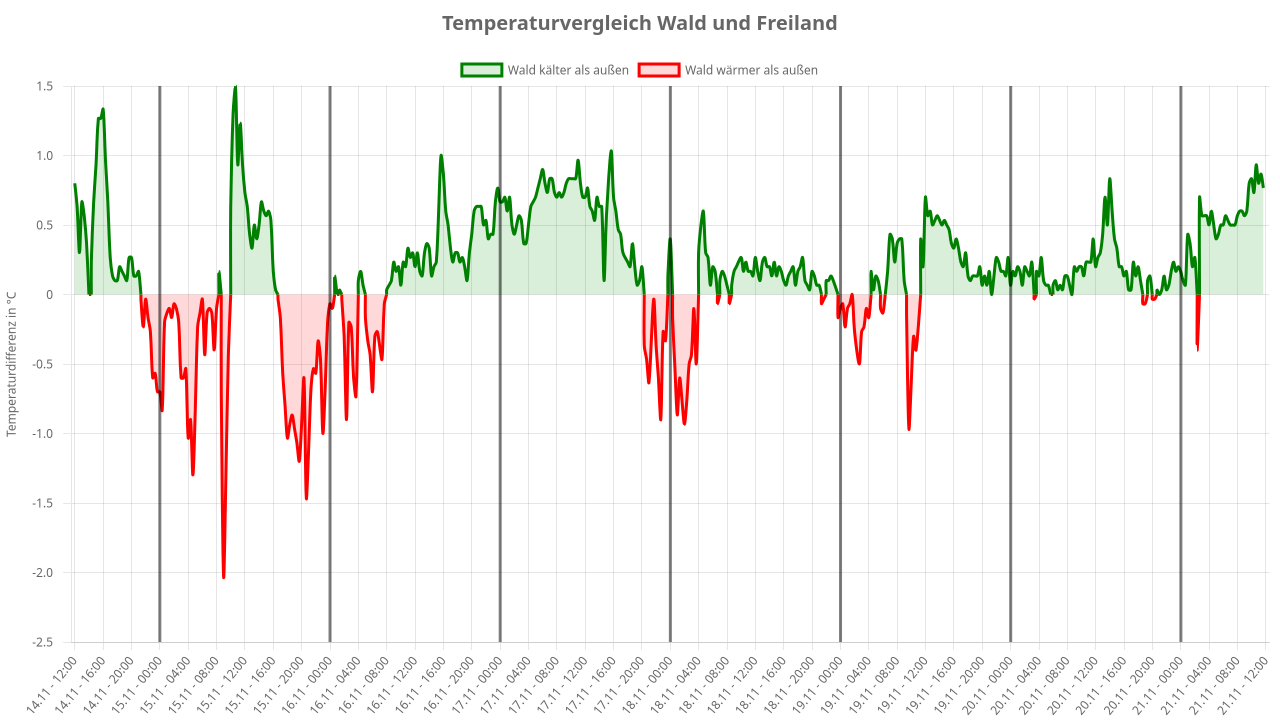 Temperaturvergleich Wald und Freiland
Wald kälter als außen
Wald wärmer als außen
Temperaturdifferenz in °C
1.5
1.0
0.5
0
-0.5
-1.0
-1.5
-2.0
-2.5
14.11 - 12:00
14.11 - 16:00
14.11 - 20:00
15.11 - 00:00
15.11 - 04:00
15.11 - 08:00
15.11 - 12:00
15.11 - 16:00
15.11 - 20:00
16.11 - 00:00
16.11 - 04:00
16.11 - 08:00
16.11 - 12:00
16.11 - 16:00
16.11 - 20:00
17.11 - 00:00
17.11 - 04:00
17.11 - 08:00
17.11 - 12:00
17.11 - 16:00
17.11 - 20:00
18.11 - 00:00
18.11 - 04:00
18.11 - 08:00
18.11 - 12:00
18.11 - 16:00
18.11 - 20:00
19.11 - 00:00
19.11 - 04:00
19.11 - 08:00
19.11 - 12:00
19.11 - 16:00
19.11 - 20:00
20.11 - 00:00
20.11 - 04:00
20.11 - 08:00
20.11 - 12:00
20.11 - 16:00
20.11 - 20:00
21.11 - 00:00
21.11 - 04:00
21.11 - 08:00
21.11 - 12:00